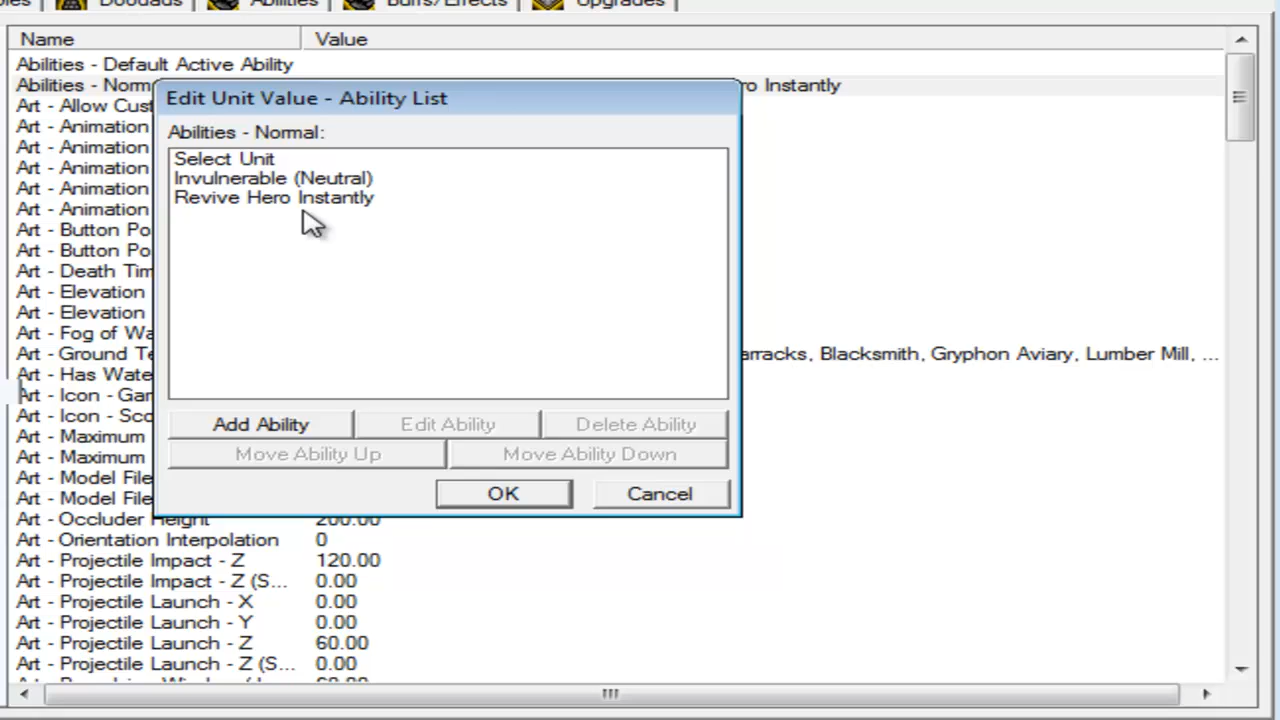 Doodads Abilities Buffs/Effects Upgrades
Name Value
Abilities - Default Active Ability
Abilities - Norm
ro Instantly
Edit Unit Value - Ability List
Abilities - Normal:
Select Unit
Invulnerable (Neutral)
Revive Hero Instantly
Add Ability Edit Ability Delete Ability
Move Ability Up Move Ability Down
OK Cancel
Art - Allow Cust
Art - Animation
Art - Animation
Art - Animation
Art - Animation
Art - Animation
Art - Button Po
Art - Button Po
Art - Death Tim
Art - Elevation
Art - Elevation
Art - Fog of Wa
Art - Ground Te
arracks, Blacksmith, Gryphon Aviary, Lumber Mill, ...
Art - Has Wate
Art - Icon - Gam
Art - Icon - Sco
Art - Maximum
Art - Maximum
Art - Model File
Art - Model File
Art - Occluder Height 200.00
Art - Orientation Interpolation 0
Art - Projectile Impact - Z 120.00
Art - Projectile Impact - Z (S... 0.00
Art - Projectile Launch - X 0.00
Art - Projectile Launch - Y 0.00
Art - Projectile Launch - Z 60.00
Art - Projectile Launch - Z (S... 0.00